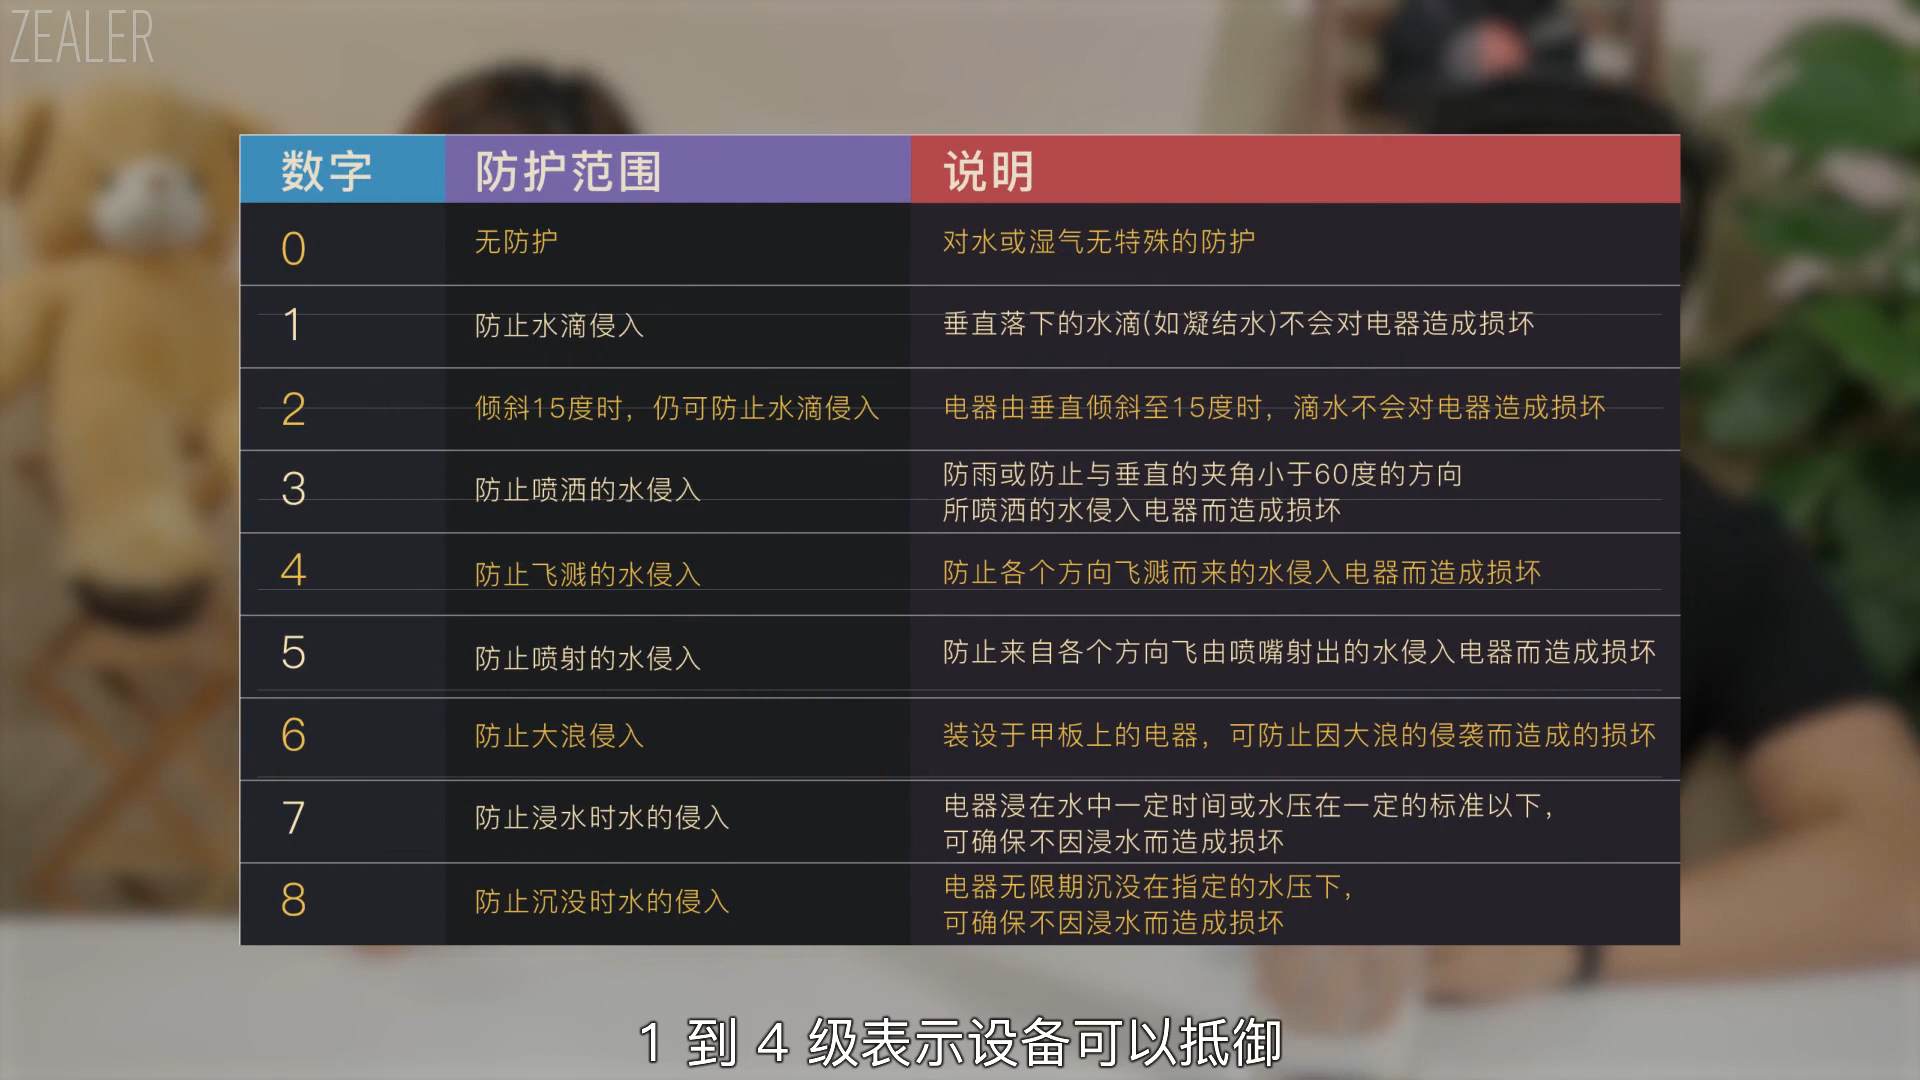 ZEALER
数字 防护范围 说明
0 无防护 对水或湿气无特殊的防护
1 防止水滴侵入 垂直落下的水滴(如凝结水)不会对电器造成损坏
2 倾斜15度时，仍可防止水滴侵入 电器由垂直倾斜至15度时，滴水不会对电器造成损坏
3 防止喷洒的水侵入 防雨或防止与垂直的夹角小于60度的方向
所喷洒的水侵入电器而造成损坏
4 防止飞溅的水侵入 防止各个方向飞溅而来的水侵入电器而造成损坏
5 防止喷射的水侵入 防止来自各个方向飞由喷嘴射出的水侵入电器而造成损坏
6 防止大浪侵入 装设于甲板上的电器，可防止因大浪的侵袭而造成的损坏
7 防止浸水时水的侵入 电器浸在水中一定时间或水压在一定的标准以下，
可确保不因浸水而造成损坏
8 防止沉没时水的侵入 电器无限期沉没在指定的水压下，
可确保不因浸水而造成损坏
1 到 4 级表示设备可以抵御